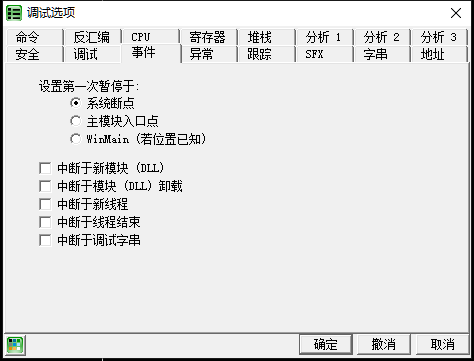 调试选项
命令 反汇编 CPU 寄存器 堆栈 分析 1 分析 2 分析 3
安全 调试 事件 异常 跟踪 SFX 字串 地址
设置第一次暂停于:
系统断点
主模块入口点
WinMain (若位置已知)
中断于新模块 (DLL)
中断于模块 (DLL) 卸载
中断于新线程
中断于线程结束
中断于调试字串
确定 撤消 取消